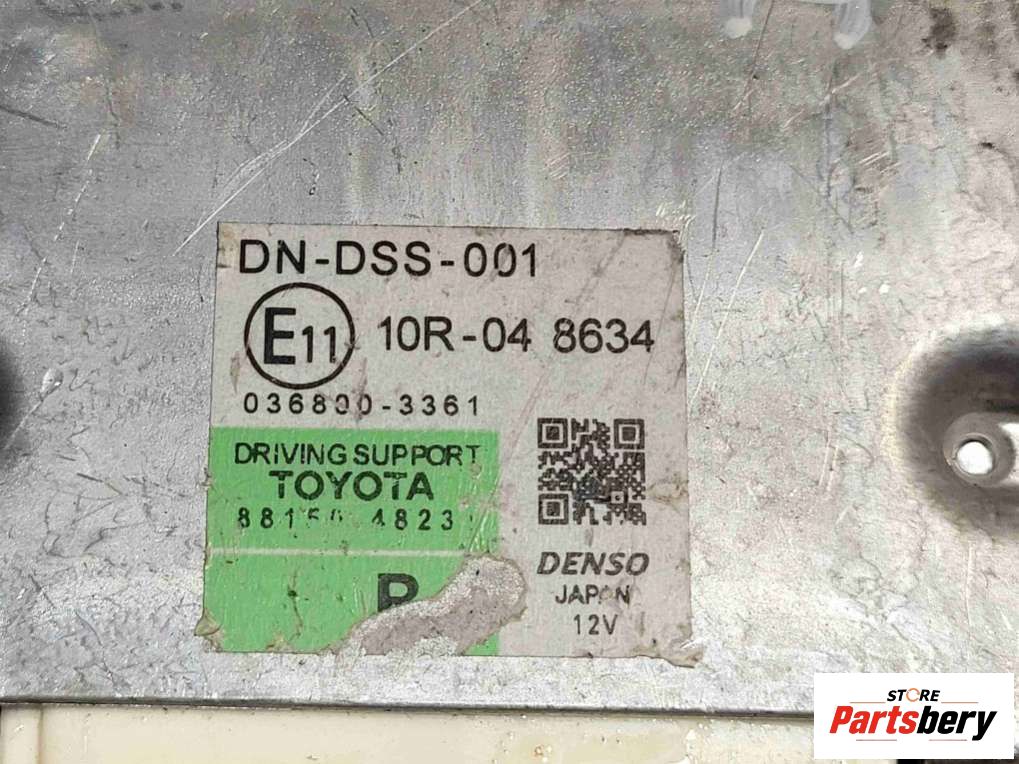 DN-DSS-001
E11 10R-04 8634
036800-3361
DRIVING SUPPORT
TOYOTA
DENSO
JAPAN
12V
STORE
Partsbery